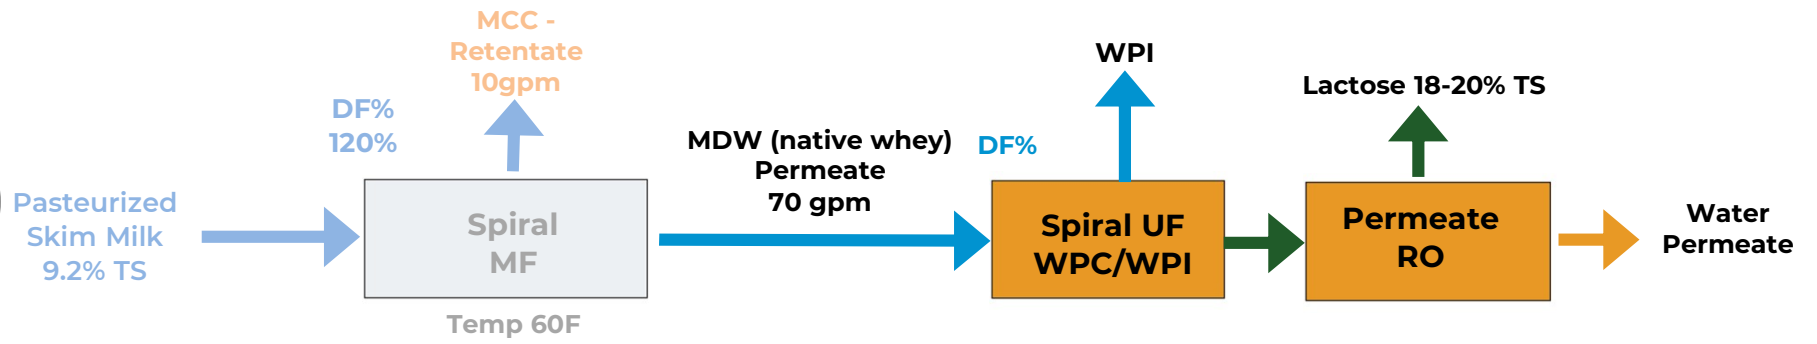 MCC -
Retentate
10gpm
DF%
120%
Pasteurized
Skim Milk
9.2% TS
Spiral
MF
Temp 60F
MDW (native whey)
Permeate
70 gpm
DF%
WPI
Spiral UF
WPC/WPI
Lactose 18-20% TS
Permeate
RO
Water
Permeate